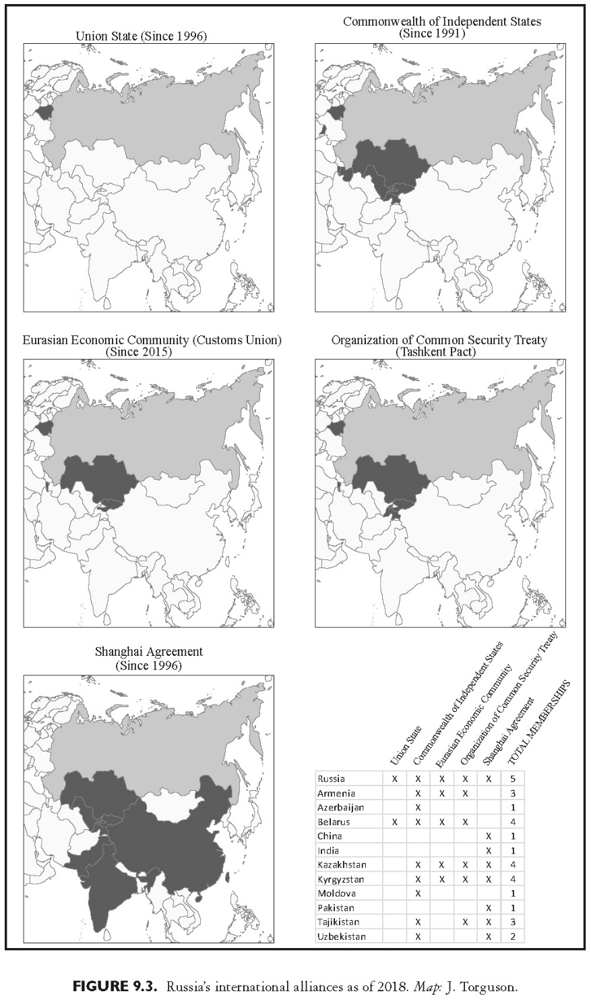 Union State (Since 1996)
Commonwealth of Independent States
(Since 1991)
Eurasian Economic Community (Customs Union)
(Since 2015)
Organization of Common Security Treaty
(Tashkent Pact)
Shanghai Agreement
(Since 1996)
Union State
Commonwealth of Independent States
Eurasian Economic Community
Organization of Common Security Treaty
Shanghai Agreement
TOTAL MEMBERSHIPS
Russia X X X X X 5
Armenia X X X 3
Azerbaijan X 1
Belarus X X X X 4
China X 1
India X 1
Kazakhstan X X X X 4
Kyrgyzstan X X X X 4
Moldova X 1
Pakistan X 1
Tajikistan X X X 3
Uzbekistan X X 2
FIGURE 9.3. Russia's international alliances as of 2018. Map: J. Torguson.